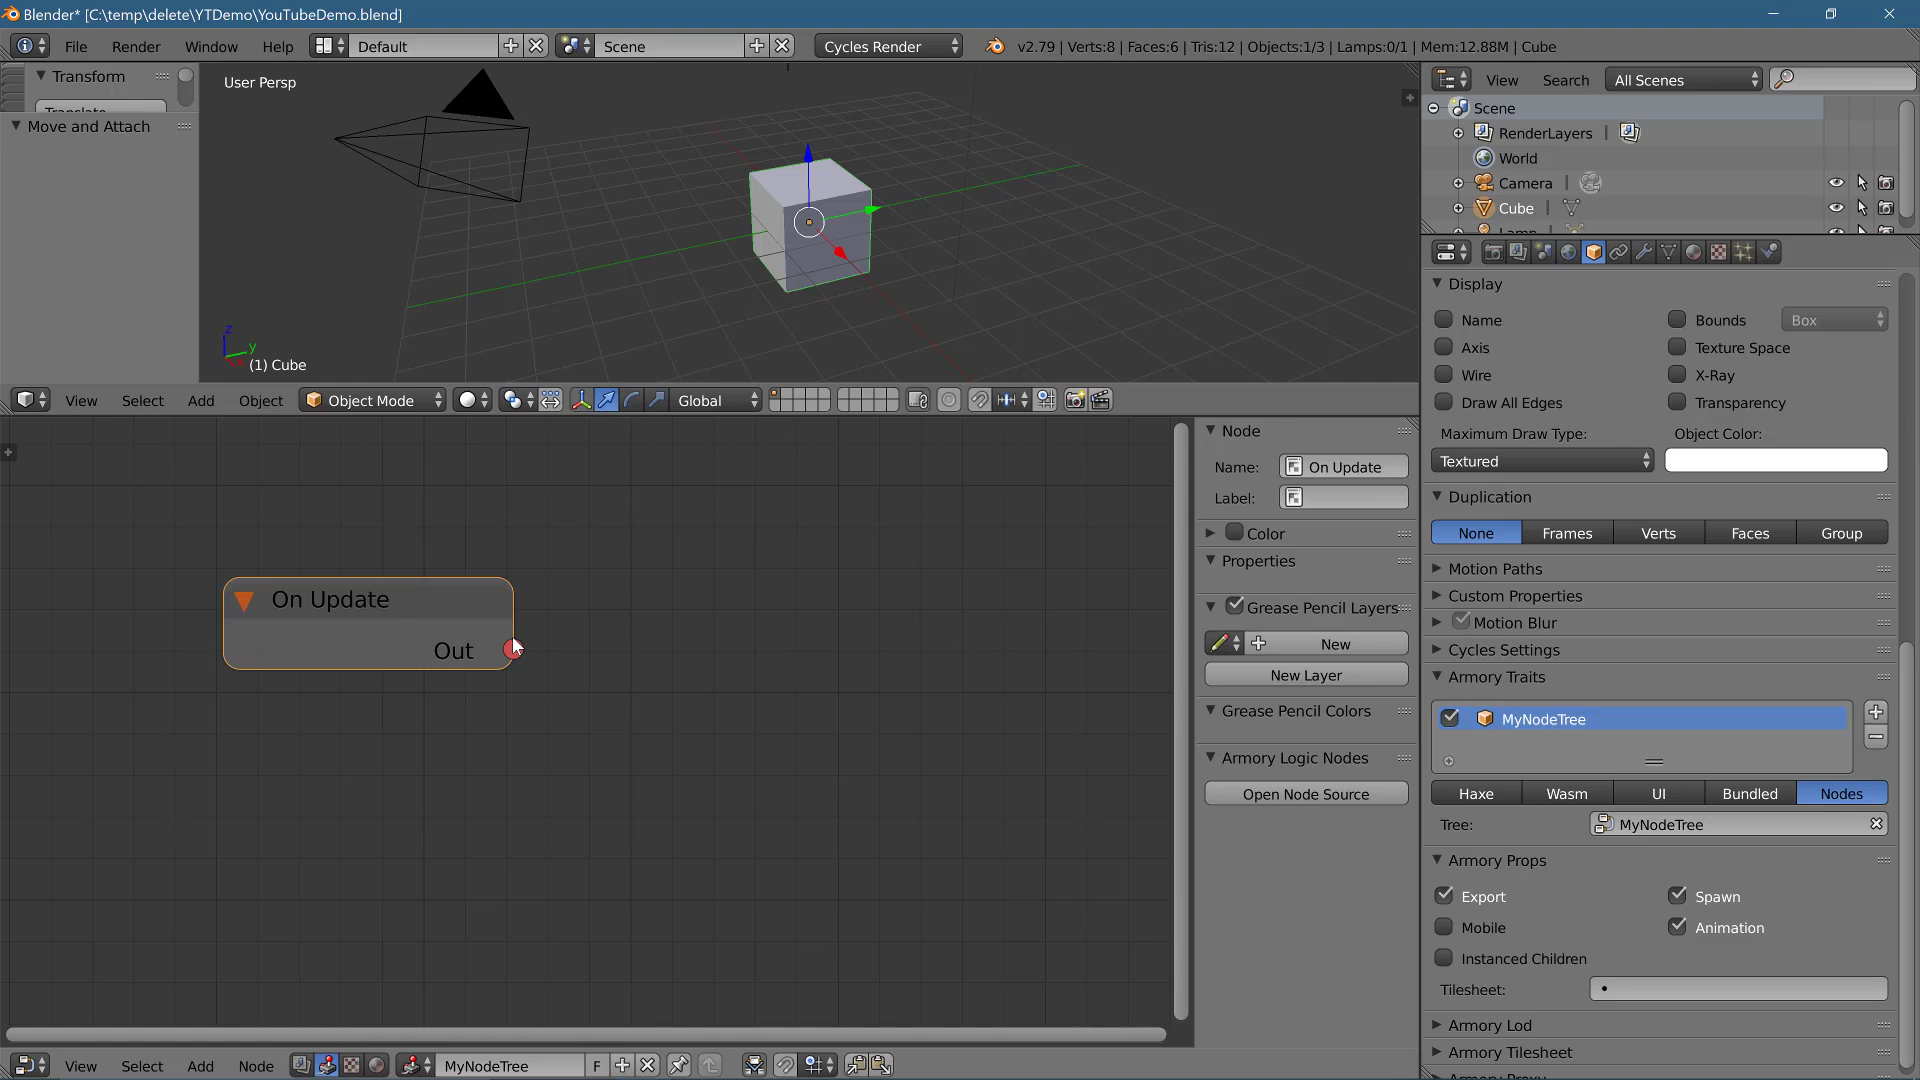 Blender* [C:\temp\delete\YTDemo\YouTubeDemo.blend]
File Render Window Help Default Scene Cycles Render v2.79 | Verts:8 | Faces:6 | Tris:12 | Objects:1/3 | Lamps:0/1 | Mem:12.88M | Cube
Transform
Translate
Move and Attach
User Persp
z
y
(1) Cube
View Search All Scenes
Scene
RenderLayers |
World
Camera |
Cube |
Lamp
View Select Add Object Object Mode Global
On Update
Out
Node
Name: On Update
Label:
Color
Properties
Grease Pencil Layers
New
New Layer
Grease Pencil Colors
Armory Logic Nodes
Open Node Source
Display
Name Bounds Box
Axis Texture Space
Wire X-Ray
Draw All Edges Transparency
Maximum Draw Type: Object Color:
Textured
Duplication
None Frames Verts Faces Group
Motion Paths
Custom Properties
Motion Blur
Cycles Settings
Armory Traits
MyNodeTree
Haxe Wasm UI Bundled Nodes
Tree: MyNodeTree
Armory Props
Export Spawn
Mobile Animation
Instanced Children
Tilesheet:
Armory Lod
Armory Tilesheet
Armory Proxy
View Select Add Node MyNodeTree F